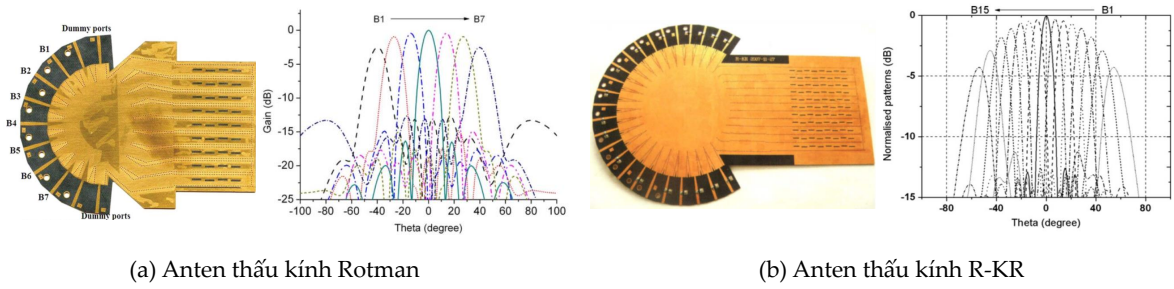 Dummy ports
B1
B2
B3
B4
B5
B6
B7
Dummy ports
B1 B7
Gain (dB)
0
-5
-10
-15
-20
-25
-100 -80 -60 -40 -20 0 20 40 60 80 100
Theta (degree)
B15 B1
Normalised patterns (dB)
0
-5
-10
-15
-80 -40 0 40 80
Theta (degree)
(a) Anten thấu kính Rotman
(b) Anten thấu kính R-KR